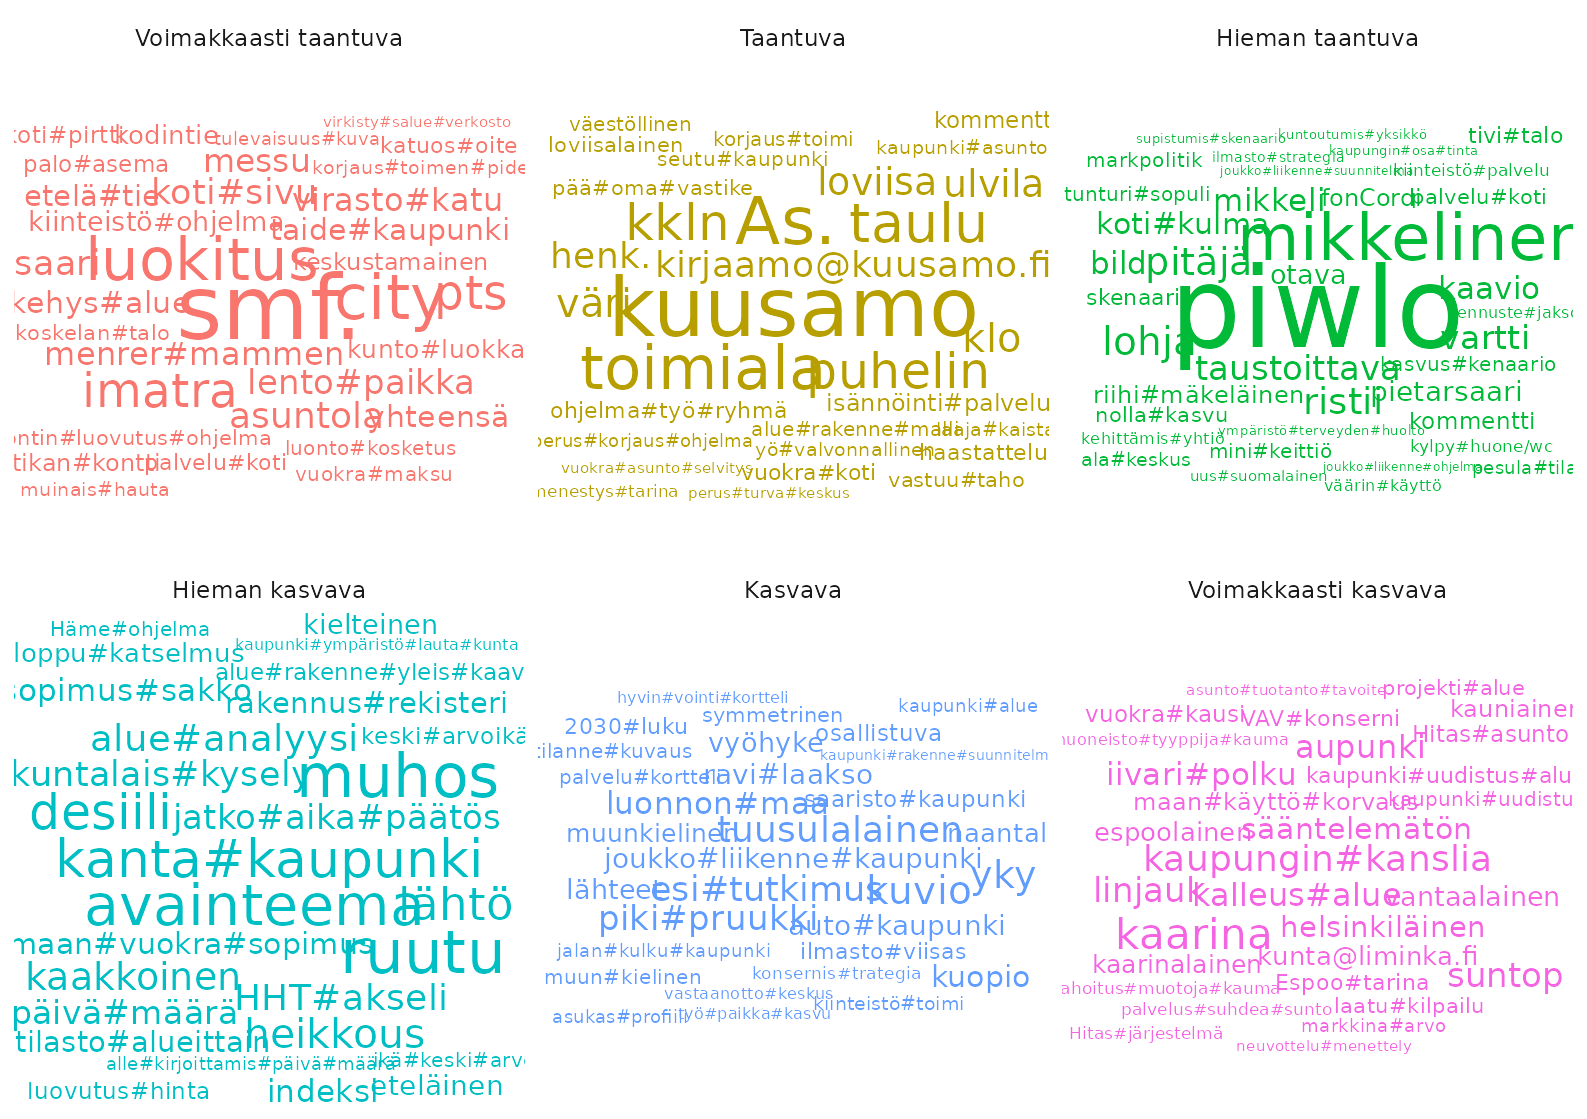 Voimakkaasti taantuva
virkisty#salue#verkosto
koti#pirtti
kodintie
tulevaisuus#kuva
katuos#oite
palo#asema
messu
korjaus#toimen#pide
etelä#tie
koti#sivu
virasto#katu
kiinteistö#ohjelma
taide#kaupunki
saari
luokitus
keskustamainen
kehys#alue
smf.
city
pts
koskelan#talo
menrer#mammen
kunto#luokka
imatra
lento#paikka
asuntola
yhteensä
ontin#luovutus#ohjelma
luonto#kosketus
tikan#kontti
palvelu#koti
vuokra#maksu
muinais#hauta
Taantuva
väestöllinen
kommentt
loviisalainen
korjaus#toimi
kaupunki#asunto
seutu#kaupunki
pää#oma#vastike
loviisa
ulvila
kkln
As.
taulu
henk.
kirjaamo@kuusamo.fi
väri
kuusamo
klo
toimiala
puhelin
ohjelma#työ#ryhmä
isännöinti#palvelu
perus#korjaus#ohjelma
alue#rakenne#malli
laaja#kaista
yö#valvonnallinen
haastattelu
vuokra#asunto#selvitys
vuokra#koti
vastuu#taho
menestys#tarina
perus#turva#keskus
Hieman taantuva
supistumis#skenaario
kuntoutumis#yksikkö
tivi#talo
markpolitik
ilmasto#strategia
kaupungin#osa#tinta
joukko#liikenne#suunnitelma
kiinteistö#palvelu
tunturi#sopuli
mikkeli
fonCordi
palvelu#koti
koti#kulma
mikkeliner
bild
pitäjä
otava
skenaari
piwlo
kaavio
ennuste#jakso
lohja
vartti
taustoittava
kasvus#kenaario
riihi#mäkeläinen
ristii
pietarsaari
nolla#kasvu
kommentti
kehittämis#yhtiö
ympäristö#terveyden#huolto
mini#keittiö
kylpy#huone/wc
ala#keskus
uus#suomalainen
joukko#liikenne#ohjelma
pesula#tila
väärin#käyttö
Hieman kasvava
Häme#ohjelma
kielteinen
loppu#katselmus
kaupunki#ympäristö#lauta#kunta
alue#rakenne#yleis#kaav
sopimus#sakko
rakennus#rekisteri
alue#analyysi
keski#arvoikä
kuntalais#kysely
muhos
desiili
jatko#aika#päätös
kanta#kaupunki
avainteema
lähtö
maan#vuokra#sopimus
ruutu
kaakkoinen
HHT#akseli
päivä#määrä
heikkous
tilasto#alueittain
alle#kirjoittamis#päivä#määrä
ikä#keski#arvo
luovutus#hinta
indeksi
eteläinen
Kasvava
hyvin#vointi#kortteli
kaupunki#alue
2030#luku
symmetrinen
osallistuva
tilanne#kuvaus
vyöhyke
kaupunki#rakenne#suunnitelm
palvelu#kortteli
ravi#laakso
luonnon#maa
saaristo#kaupunki
muunkielinen
tuusulalainen
naantal
joukko#liikenne#kaupunki
lähteet
esi#tutkimus
kuvio
yky
piki#pruukki
auto#kaupunki
jalan#kulku#kaupunki
ilmasto#viisas
muun#kielinen
konsernis#trategia
kuopio
vastaanotto#keskus
kiinteistö#toimi
asukas#profiili
työ#paikka#kasvu
Voimakkaasti kasvava
asunto#tuotanto#tavoite
projekti#alue
vuokra#kausi
VAV#konserni
kauniainen
huoneisto#tyyppija#kauma
aupunki
Hitas#asunto
iivari#polku
kaupunki#uudistus#alu
maan#käyttö#korvaus
kaupunki#uudistu
espoolainen
sääntelemätön
kaupungin#kanslia
linjauk
kalleus#alue
vantaalainen
kaarina
helsinkiläinen
kaarinalainen
kunta@liminka.fi
suntop
ahoitus#muotoja#kauma
Espoo#tarina
palvelus#suhdea#sunto
laatu#kilpailu
Hitas#järjestelmä
markkina#arvo
neuvottelu#menettely